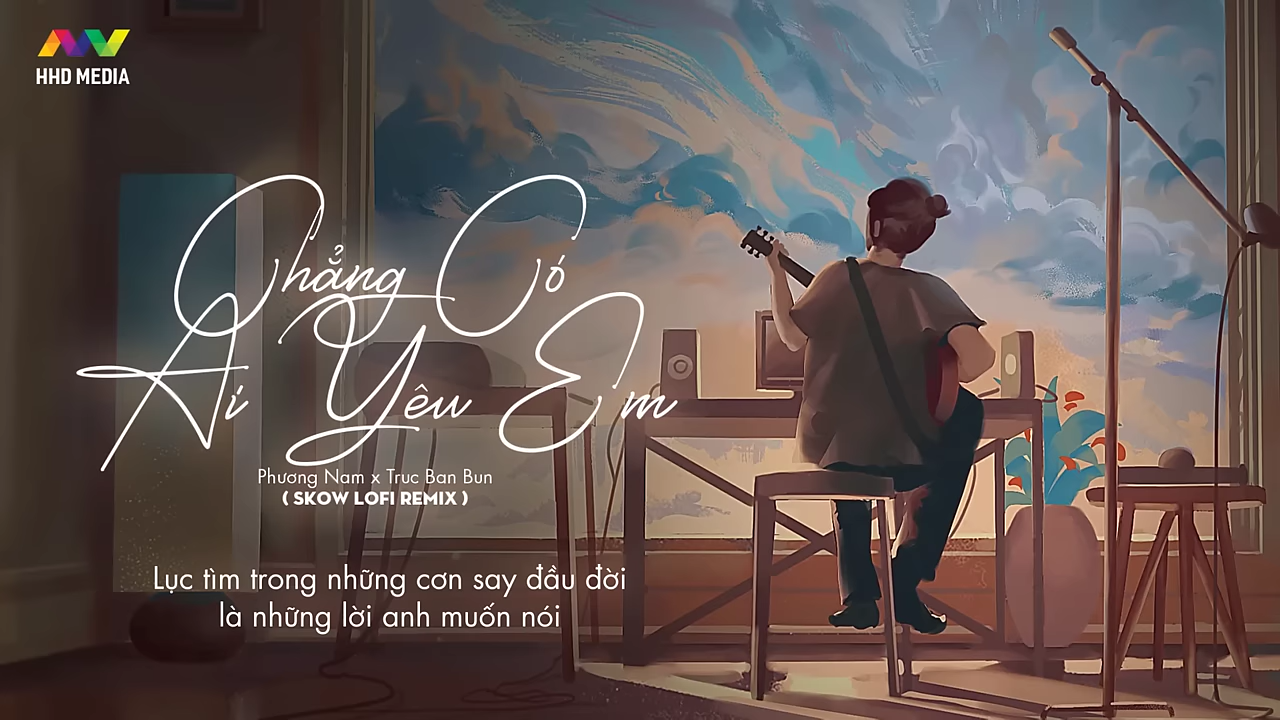 HHD MEDIA
Chẳng Có
Ai Yêu Em
Phương Nam x Truc Ban Bun
( SKOW LOFI REMIX )
Lục tìm trong những cơn say đầu đời
là những lời anh muốn nói